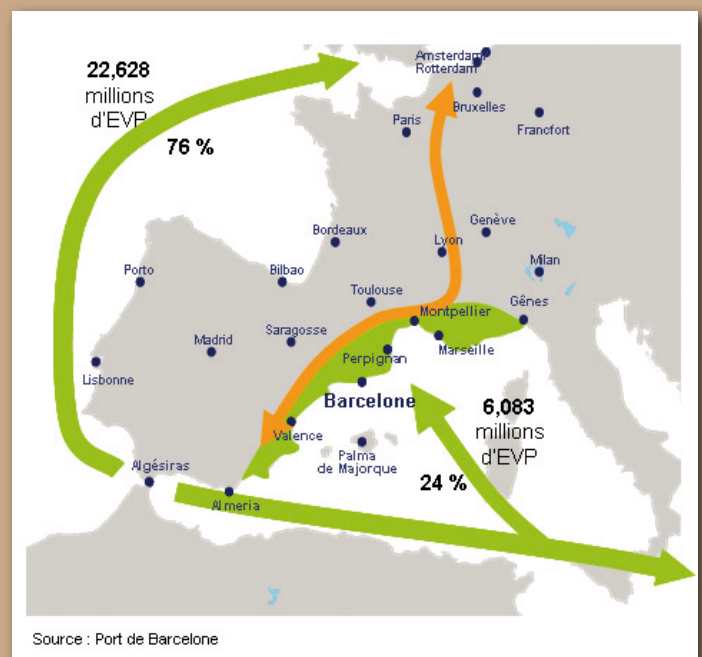 22,628
millions
d'EVP
76 %
Amsterdam
Rotterdam
Bruxelles
Paris
Francfort
Genève
Bordeaux
Lyon
Milan
Porto
Bilbao
Toulouse
Gênes
Montpellier
Saragosse
Madrid
Marseille
Perpignan
Lisbonne
Barcelone
6,083
millions
d'EVP
Valence
Palma
de Majorque
24 %
Algésiras
Almeria
Source : Port de Barcelone